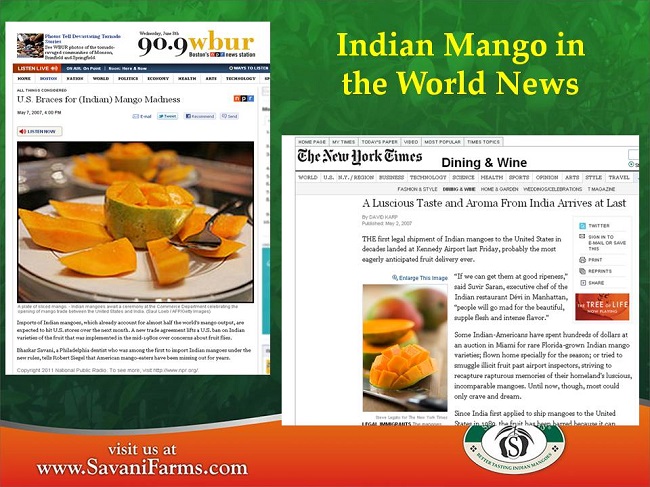 Indian Mango in
the World News
Photos Tell Devastating Tornado
Stories
See WBUR photos of the tornado-
ravaged communities of Monson,
Brimfield and Springfield
Wednesday, June 8th
90.9 wbur
Boston's npr news station
LISTEN LIVE
ON AIR: On Point
Soon: Here & Now
WAYS TO LISTEN
HOME BOSTON NATION WORLD POLITICS ECONOMY HEALTH ARTS TECHNOLOGY
ALL THINGS CONSIDERED
U.S. Braces for (Indian) Mango Madness
npr
May 7, 2007, 4:00 PM
E-mail Tweet Recommend Send
LISTEN NOW
A plate of sliced mango - Indian mangoes await a ceremony at the Commerce Department celebrating the
opening of mango trade between the United States and India. (Saul Loeb / AFP/Getty Images)
Imports of Indian mangoes, which already account for almost half the world's mango output, are
expected to hit U.S. stores over the next month. A new trade agreement lifts a U.S. ban on Indian
varieties of the fruit that was implemented in the mid-1980s over concerns about fruit flies.
Bhaskar Savani, a Philadelphia dentist who was among the first to import Indian mangoes under the
new rules, tells Robert Siegel that American mango-eaters have been missing out for years.
Copyright 2011 National Public Radio. To see more, visit http://www.npr.org/.
HOME PAGE MY TIMES TODAY'S PAPER VIDEO MOST POPULAR TIMES TOPICS
The New York Times
Dining & Wine
WORLD U.S. N.Y. / REGION BUSINESS TECHNOLOGY SCIENCE HEALTH SPORTS OPINION ARTS STYLE TRAVEL
FASHION & STYLE DINING & WINE HOME & GARDEN WEDDINGS/CELEBRATIONS T MAGAZINE
A Luscious Taste and Aroma From India Arrives at Last
By DAVID KARP
Published: May 2, 2007
THE first legal shipment of Indian mangoes to the United States in
decades landed at Kennedy Airport last Friday, probably the most
eagerly anticipated fruit delivery ever.
Enlarge This Image
"If we can get them at good ripeness,"
said Suvir Saran, executive chef of the
Indian restaurant Dévi in Manhattan,
"people will go mad for the beautiful,
supple flesh and intense flavor."
Some Indian-Americans have spent hundreds of dollars at
an auction in Miami for rare Florida-grown Indian mango
varieties; flown home specially for the season; or tried to
smuggle illicit fruit past airport inspectors, striving to
recapture rapturous memories of their homeland's luscious,
incomparable mangoes. Until now, though, most could
only crave and dream.
Since India first applied to ship mangoes to the United
States in 1989, the fruit has been barred because it can
LEGAL IMMIGRANTS The mangoes
TWITTER
SIGN IN TO
E-MAIL OR SAVE
THIS
PRINT
REPRINTS
SHARE
THE TREE OF LIFE
NOW PLAYING
visit us at
www.SavaniFarms.com
S
BETTER TASTING INDIAN MANGOES